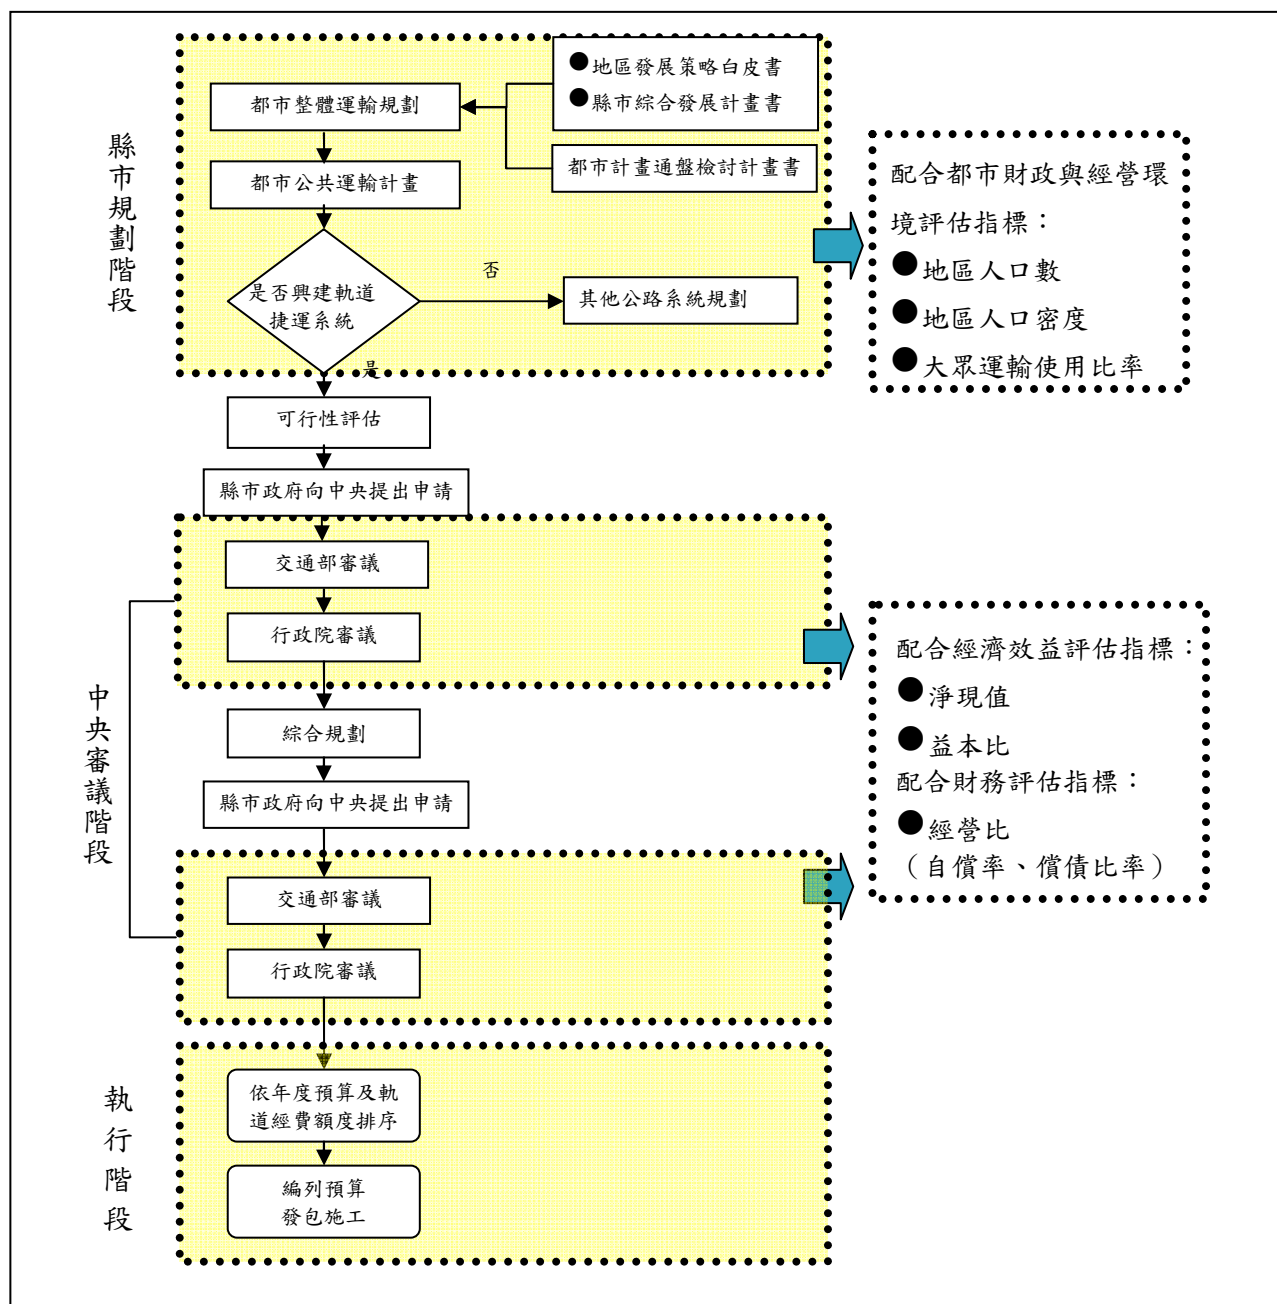 縣市規劃階段
●地區發展策略白皮書
●縣市綜合發展計畫書
都市整體運輸規劃
都市計畫通盤檢討計畫書
都市公共運輸計畫
是否興建軌道
捷運系統
否
其他公路系統規劃
是
配合都市財政與經營環
境評估指標：
●地區人口數
●地區人口密度
●大眾運輸使用比率
可行性評估
縣市政府向中央提出申請
中央審議階段
交通部審議
行政院審議
綜合規劃
縣市政府向中央提出申請
交通部審議
行政院審議
配合經濟效益評估指標：
●淨現值
●益本比
配合財務評估指標：
●經營比
（自償率、償債比率）
執行階段
依年度預算及軌
道經費額度排序
編列預算
發包施工